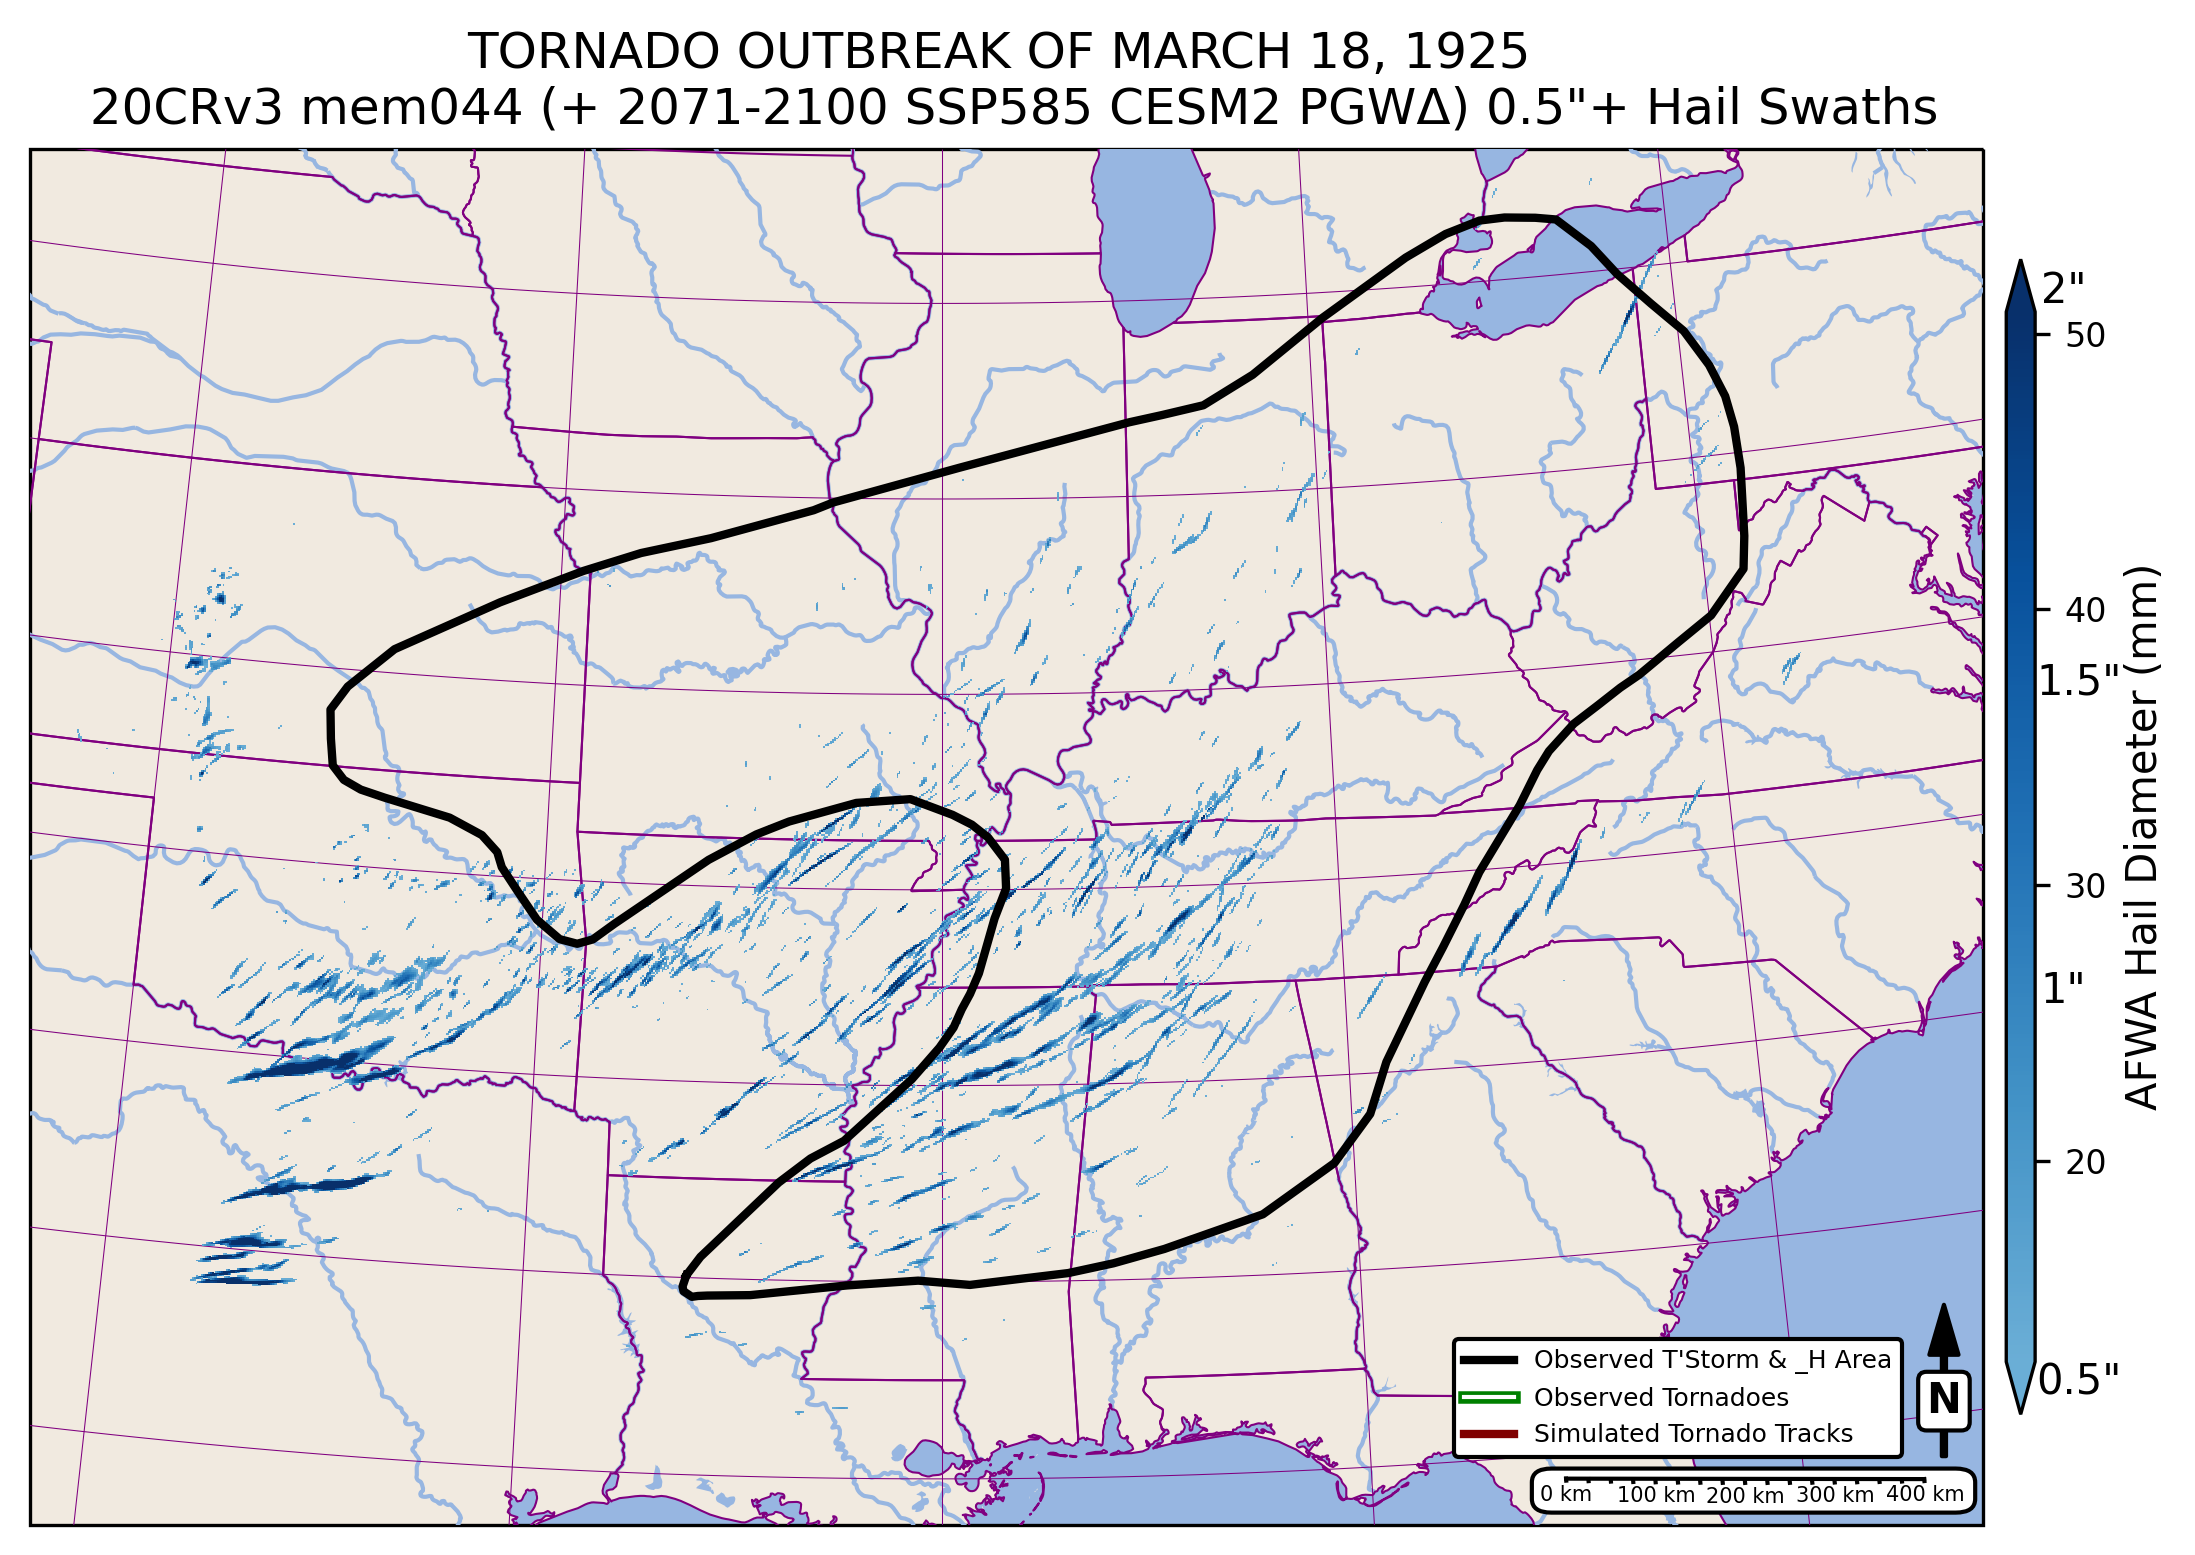 TORNADO OUTBREAK OF MARCH 18, 1925
20CRv3 mem044 (+ 2071-2100 SSP585 CESM2 PGWΔ) 0.5"+ Hail Swaths
2"
50
40
1.5"
1"
30
20
0.5"
AFWA Hail Diameter (mm)
Observed T'Storm & _H Area
Observed Tornadoes
Simulated Tornado Tracks
N
0 km 100 km 200 km 300 km 400 km